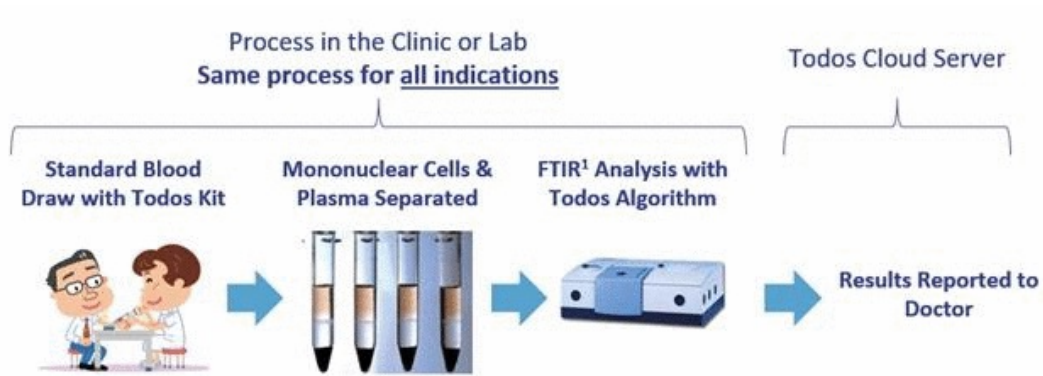 Process in the Clinic or Lab
Same process for all indications
Todos Cloud Server
Standard Blood
Draw with Todos Kit
Mononuclear Cells &
Plasma Separated
FTIR¹ Analysis with
Todos Algorithm
Results Reported to
Doctor